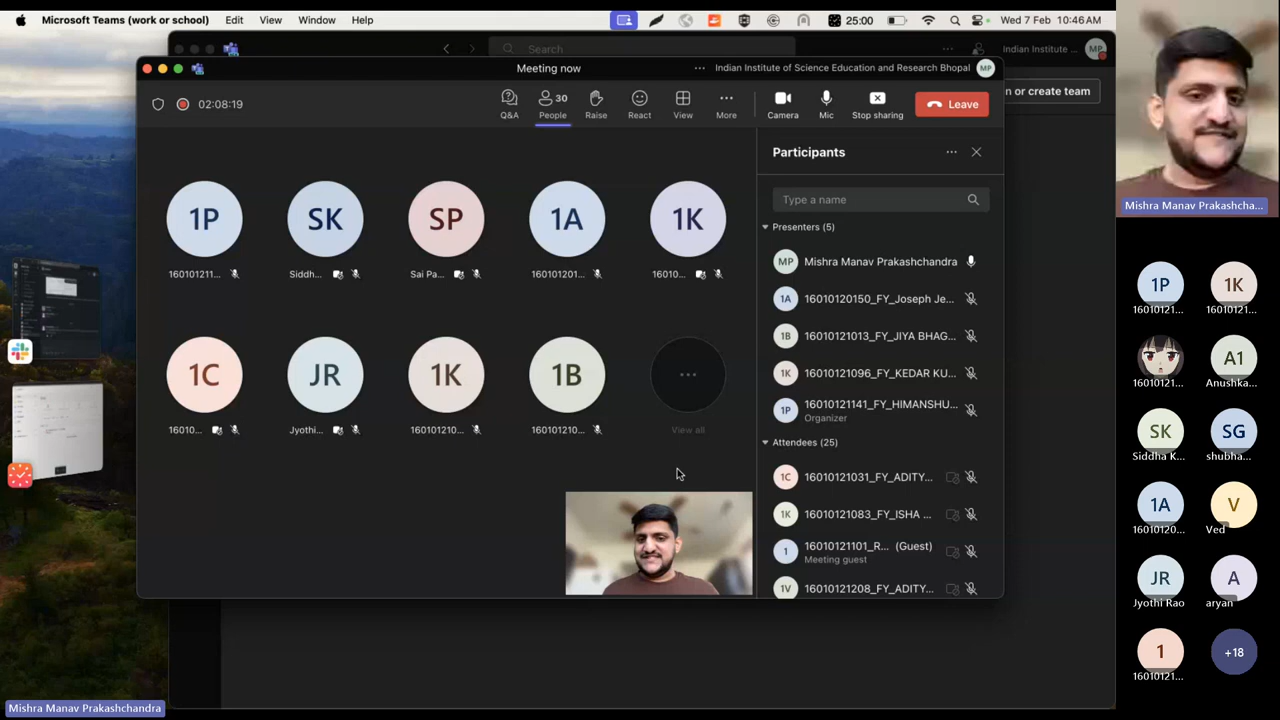 Microsoft Teams (work or school) Edit View Window Help 25:00 Wed 7 Feb 10:46 AM
Search Indian Institute ... MP
Meeting now ... Indian Institute of Science Education and Research Bhopal MP
n or create team
02:08:19
30
Q&A People Raise React View More Camera Mic Stop sharing Leave
1P SK SP 1A 1K
160101211... Siddh... Sai Pa... 160101201... 16010...
1C JR 1K 1B ...
16010... Jyothi... 160101210... 160101210... View all
Participants
Type a name
Presenters (5)
MP Mishra Manav Prakashchandra
1A 16010120150_FY_Joseph Je...
1B 16010121013_FY_JIYA BHAG...
1K 16010121096_FY_KEDAR KU...
1P 16010121141_FY_HIMANSHU...
Organizer
Attendees (25)
1C 16010121031_FY_ADITY...
1K 16010121083_FY_ISHA ...
1 16010121101_R... (Guest)
Meeting guest
1V 16010121208_FY_ADITY...
Mishra Manav Prakashcha...
1P 1K
16010121... 16010121...
A1
16010121... Anushka...
SK SG
Siddha K... shubha...
1A V
16010120... Ved
JR A
Jyothi Rao aryan
1 +18
16010121...
Mishra Manav Prakashchandra